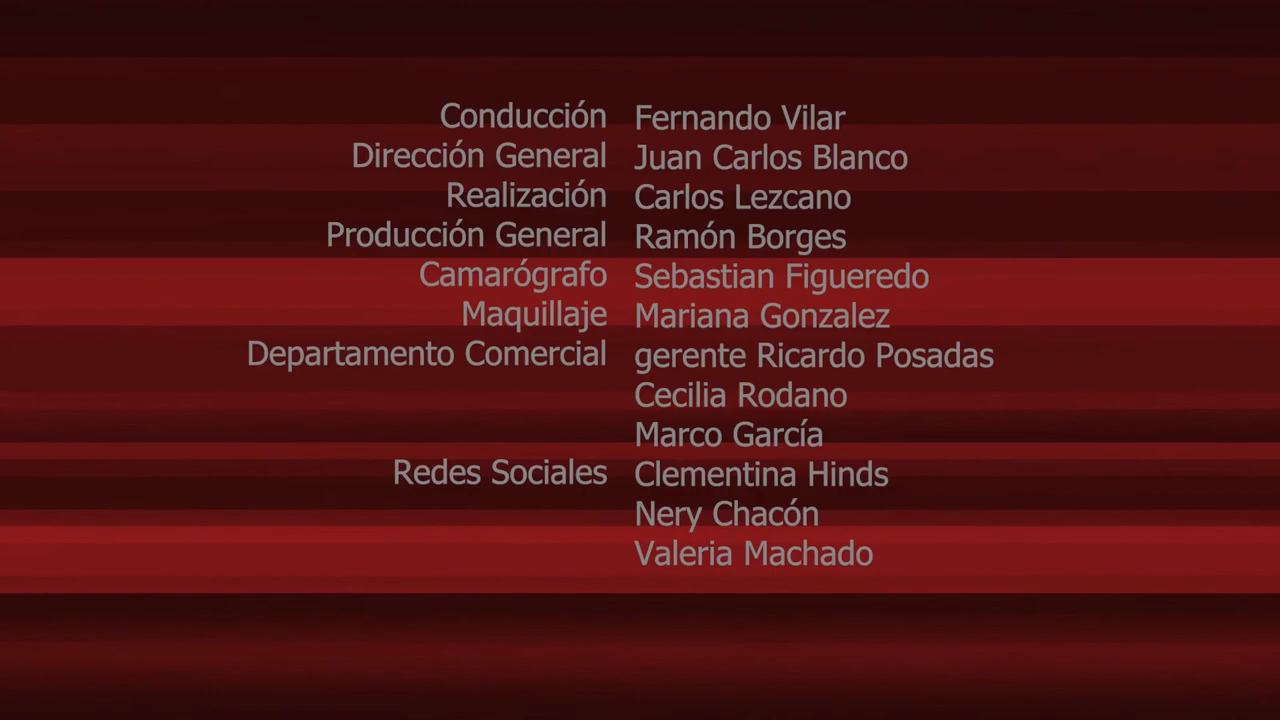 Conducción Fernando Vilar
Dirección General Juan Carlos Blanco
Realización Carlos Lezcano
Producción General Ramón Borges
Camarógrafo Sebastian Figueredo
Maquillaje Mariana Gonzalez
Departamento Comercial gerente Ricardo Posadas
Cecilia Rodano
Marco García
Redes Sociales Clementina Hinds
Nery Chacón
Valeria Machado